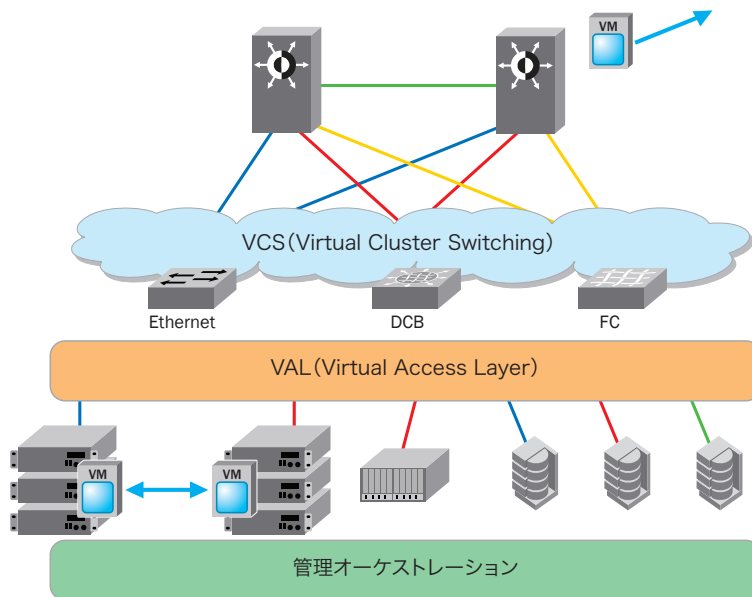 VM
VCS(Virtual Cluster Switching)
Ethernet
DCB
FC
VAL(Virtual Access Layer)
VM
VM
管理オーケストレーション